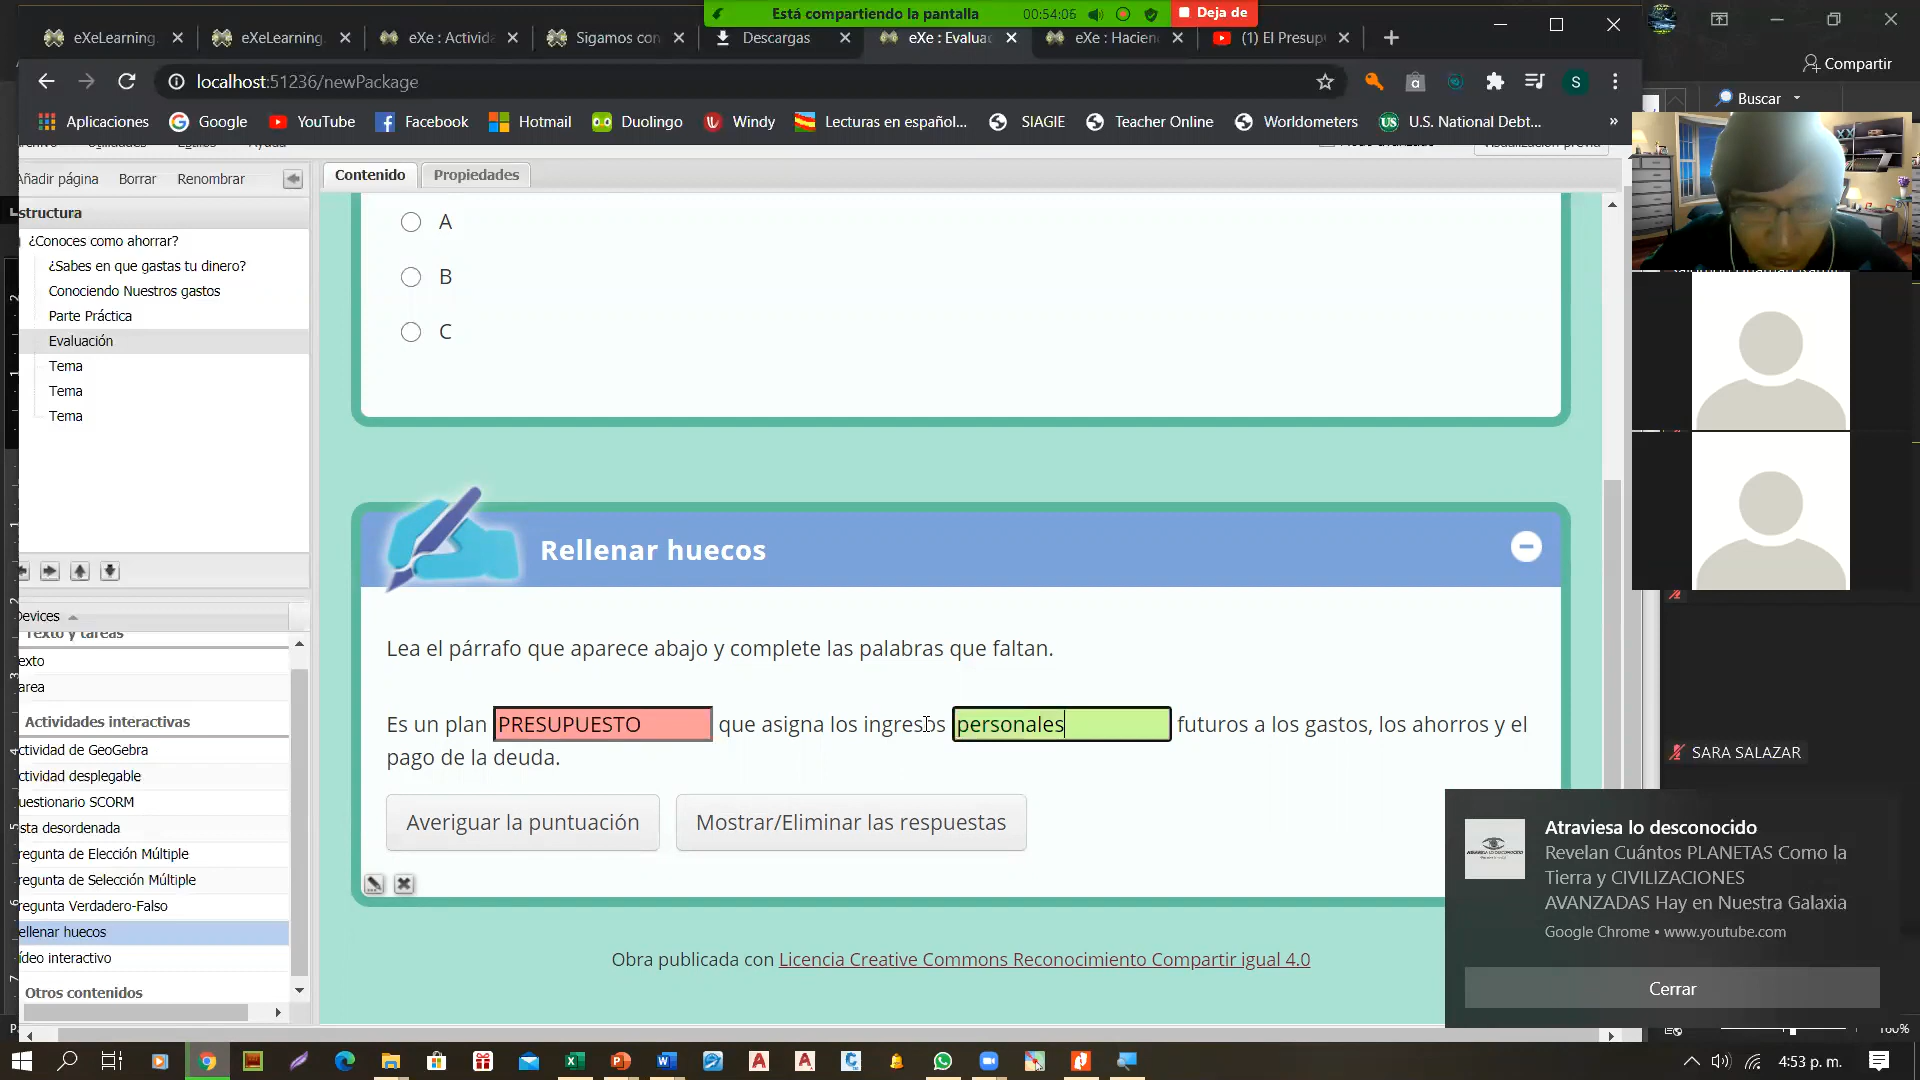 Está compartiendo la pantalla
00:54:06
Deja de
eXeLearning.
eXeLearning.
eXe : Activida
Sigamos con
Descargas
eXe : Evalua
eXe : Hacien
(1) El Presup
Compartir
localhost:51236/newPackage
S
Buscar
Aplicaciones
Google
YouTube
Facebook
Hotmail
Duolingo
Windy
Lecturas en español...
SIAGIE
Teacher Online
Worldometers
U.S. National Debt...
»
Añadir página
Borrar
Renombrar
Contenido
Propiedades
structura
¿Conoces como ahorrar?
¿Sabes en que gastas tu dinero?
Conociendo Nuestros gastos
Parte Práctica
Evaluación
Tema
Tema
Tema
A
B
C
Rellenar huecos
Lea el párrafo que aparece abajo y complete las palabras que faltan.
Es un plan PRESUPUESTO que asigna los ingresos personales futuros a los gastos, los ahorros y el
pago de la deuda.
Averiguar la puntuación
Mostrar/Eliminar las respuestas
Devices
Texto y tareas
exto
area
Actividades interactivas
ctividad de GeoGebra
ctividad desplegable
uestionario SCORM
sta desordenada
regunta de Elección Múltiple
regunta de Selección Múltiple
regunta Verdadero-Falso
ellenar huecos
ídeo interactivo
Otros contenidos
Obra publicada con Licencia Creative Commons Reconocimiento Compartir igual 4.0
SARA SALAZAR
Atraviesa lo desconocido
Revelan Cuántos PLANETAS Como la
Tierra y CIVILIZACIONES
AVANZADAS Hay en Nuestra Galaxia
Google Chrome • www.youtube.com
Cerrar
4:53 p. m.